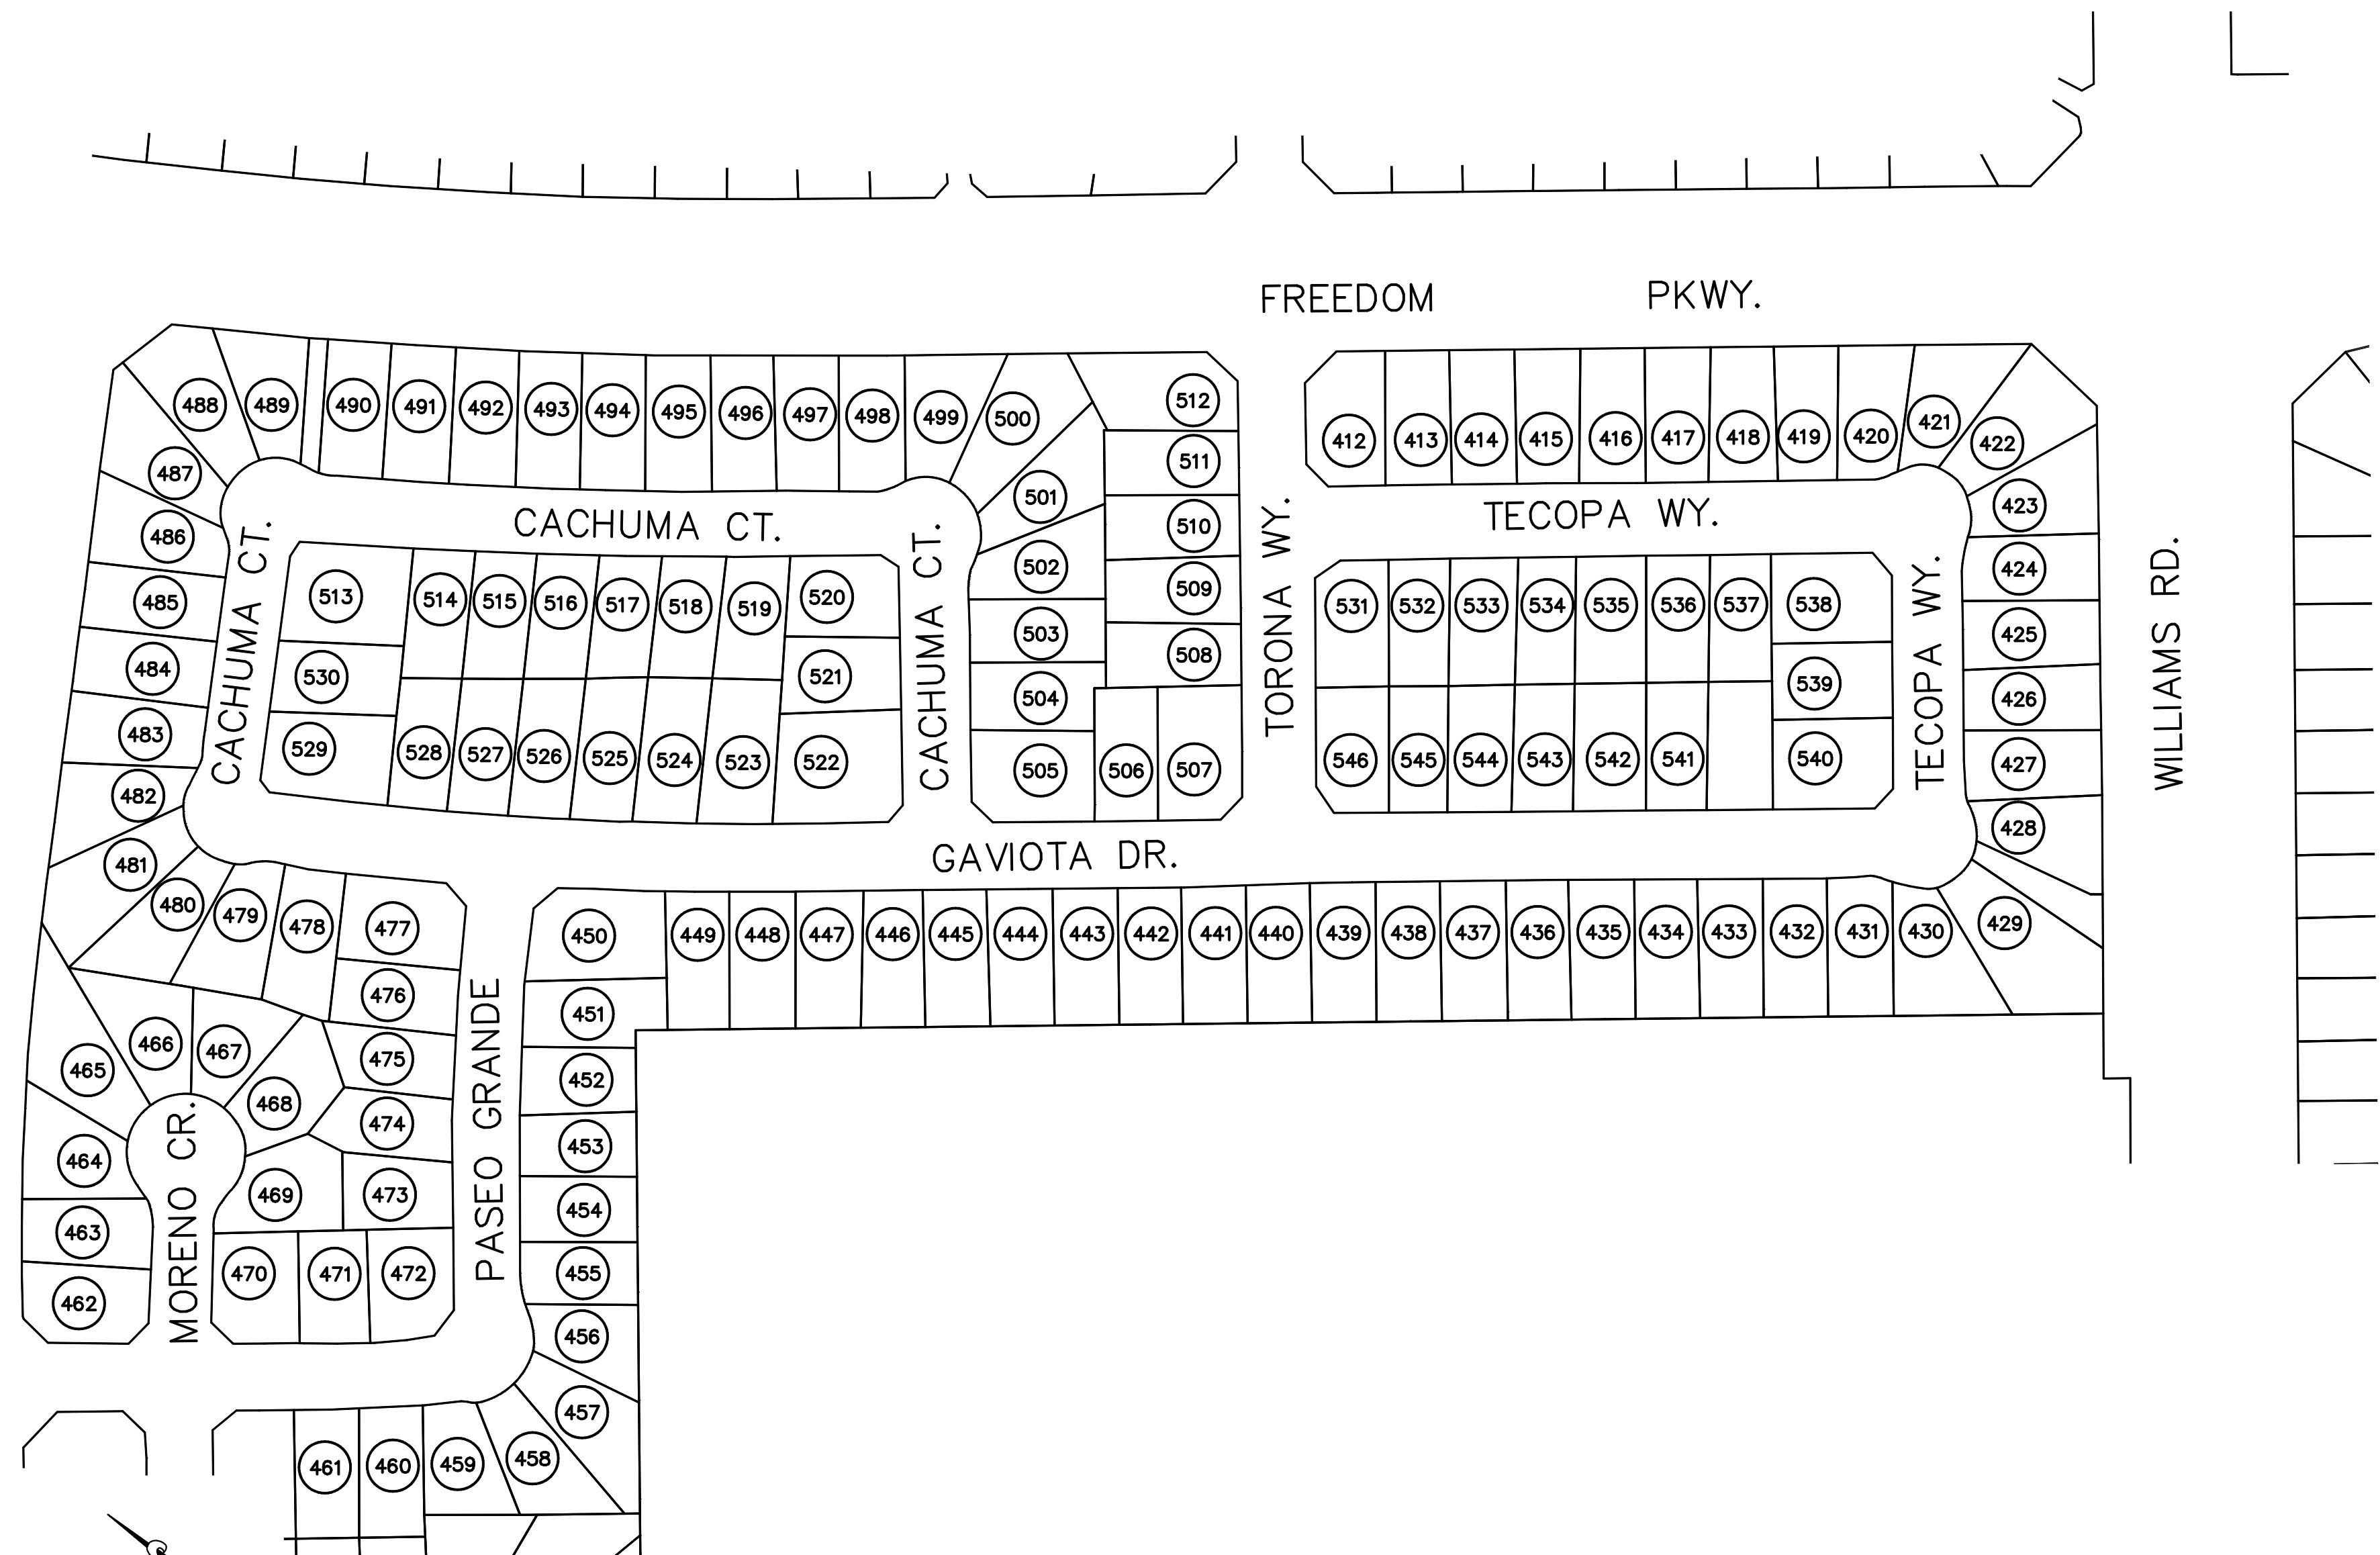 FREEDOM PKWY.
488 489 490 491 492 493 494 495 496 497 498 499 500 512
412 413 414 415 416 417 418 419 420 421 422
487 511
486 501 510 423
CACHUMA CT.
TECOPA WY.
CACHUMA CT.
CACHUMA CT.
TORONA WY.
TECOPA WY.
WILLIAMS RD.
485 513 514 515 516 517 518 519 520 502 509 424
531 532 533 534 535 536 537 538
484 530 521 503 508 425
539 426
483 529 528 527 526 525 524 523 522 504
505 506 507
546 545 544 543 542 541 540 427
482 428
GAVIOTA DR.
481
480 479 478 477 450 449 448 447 446 445 444 443 442 441 440 439 438 437 436 435 434 433 432 431 430 429
476 451
PASEO GRANDE
465 466 467 475 452
468 474 453
MORENO CR.
464 469 473 454
463 470 471 472 455
462 456
457
461 460 459 458